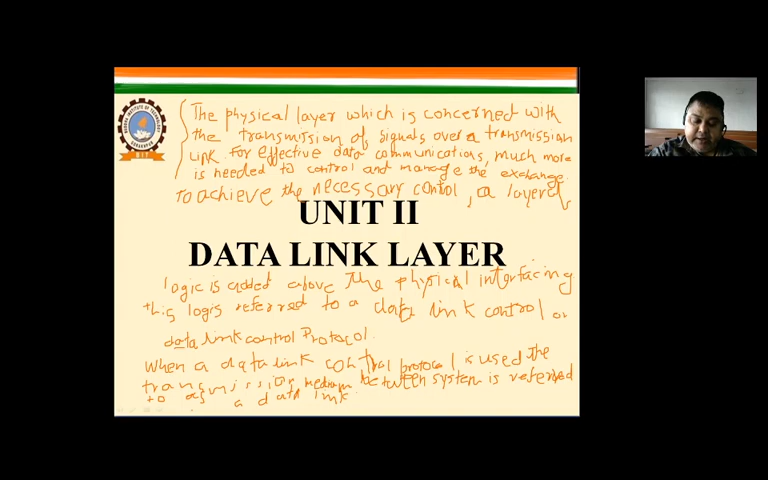 The physical layer which is concerned with
the transmission of signals over a transmission
link. For effective data communications, much more
is needed to control and manage the exchange.
To achieve the necessary control, a layered
UNIT II
DATA LINK LAYER
logic is added above the physical interfacing
this logis referred to a data link control or
data link control Protocol.
When a data link control protocol is used the
transmission medium between system is referred
to as a data link.
BIT